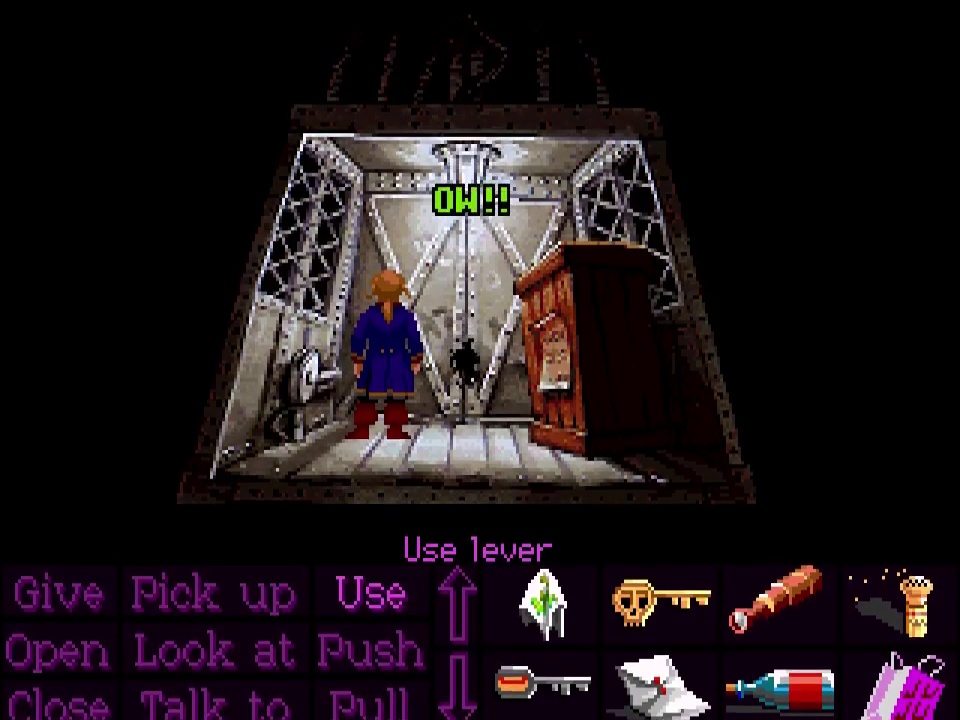 OW!!
Use lever
Give Pick up Use
Open Look at Push
Close Talk to Pull